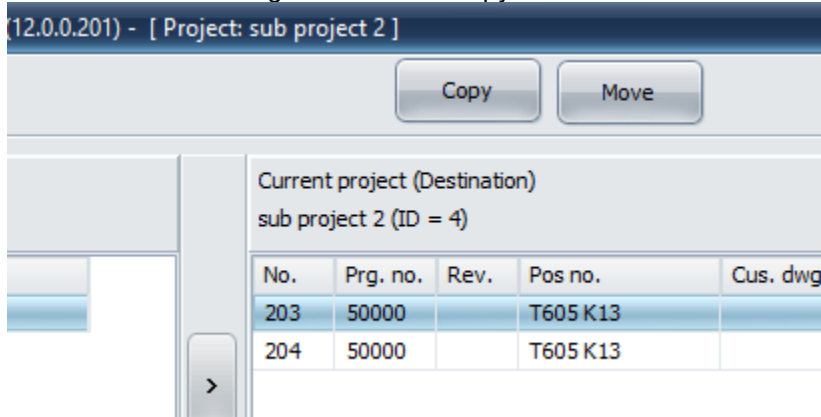 (12.0.0.201) - [ Project: sub project 2 ]
Copy Move
Current project (Destination)
sub project 2 (ID = 4)
No. Prg. no. Rev. Pos no. Cus. dwg
203 50000 T605 K13
204 50000 T605 K13
>